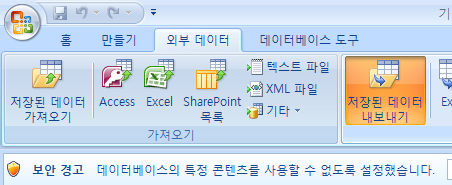 기
홈 만들기 외부 데이터 데이터베이스 도구
저장된 데이터
가져오기
Access
Excel
SharePoint
목록
텍스트 파일
XML 파일
기타
가져오기
저장된 데이터
내보내기
보안 경고 데이터베이스의 특정 콘텐츠를 사용할 수 없도록 설정했습니다.